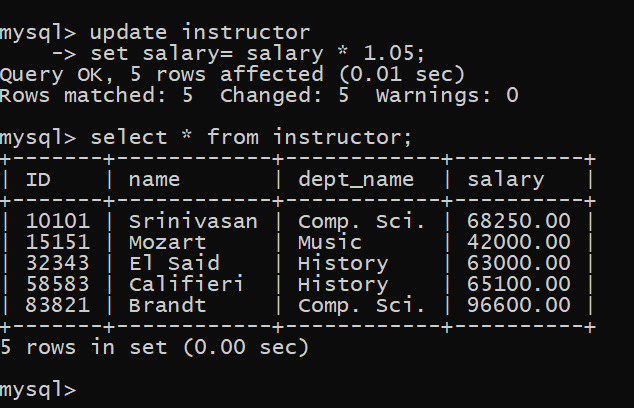 mysql> update instructor
    -> set salary= salary * 1.05;
Query OK, 5 rows affected (0.01 sec)
Rows matched: 5  Changed: 5  Warnings: 0
mysql> select * from instructor;
+-------+------------+------------+----------+
| ID    | name       | dept_name  | salary   |
+-------+------------+------------+----------+
| 10101 | Srinivasan | Comp. Sci. | 68250.00 |
| 15151 | Mozart     | Music      | 42000.00 |
| 32343 | El Said    | History    | 63000.00 |
| 58583 | Califieri  | History    | 65100.00 |
| 83821 | Brandt     | Comp. Sci. | 96600.00 |
+-------+------------+------------+----------+
5 rows in set (0.00 sec)
mysql>